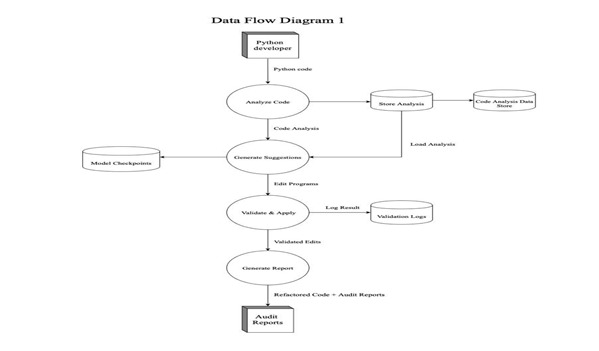 Data Flow Diagram 1
Python
developer
Python code
Analyze Code
Store Analysis
Code Analysis Data
Store
Code Analysis
Load Analysis
Model Checkpoints
Generate Suggestions
Edit Programs
Validate & Apply
Log Result
Validation Logs
Validated Edits
Generate Report
Refactored Code + Audit Reports
Audit
Reports